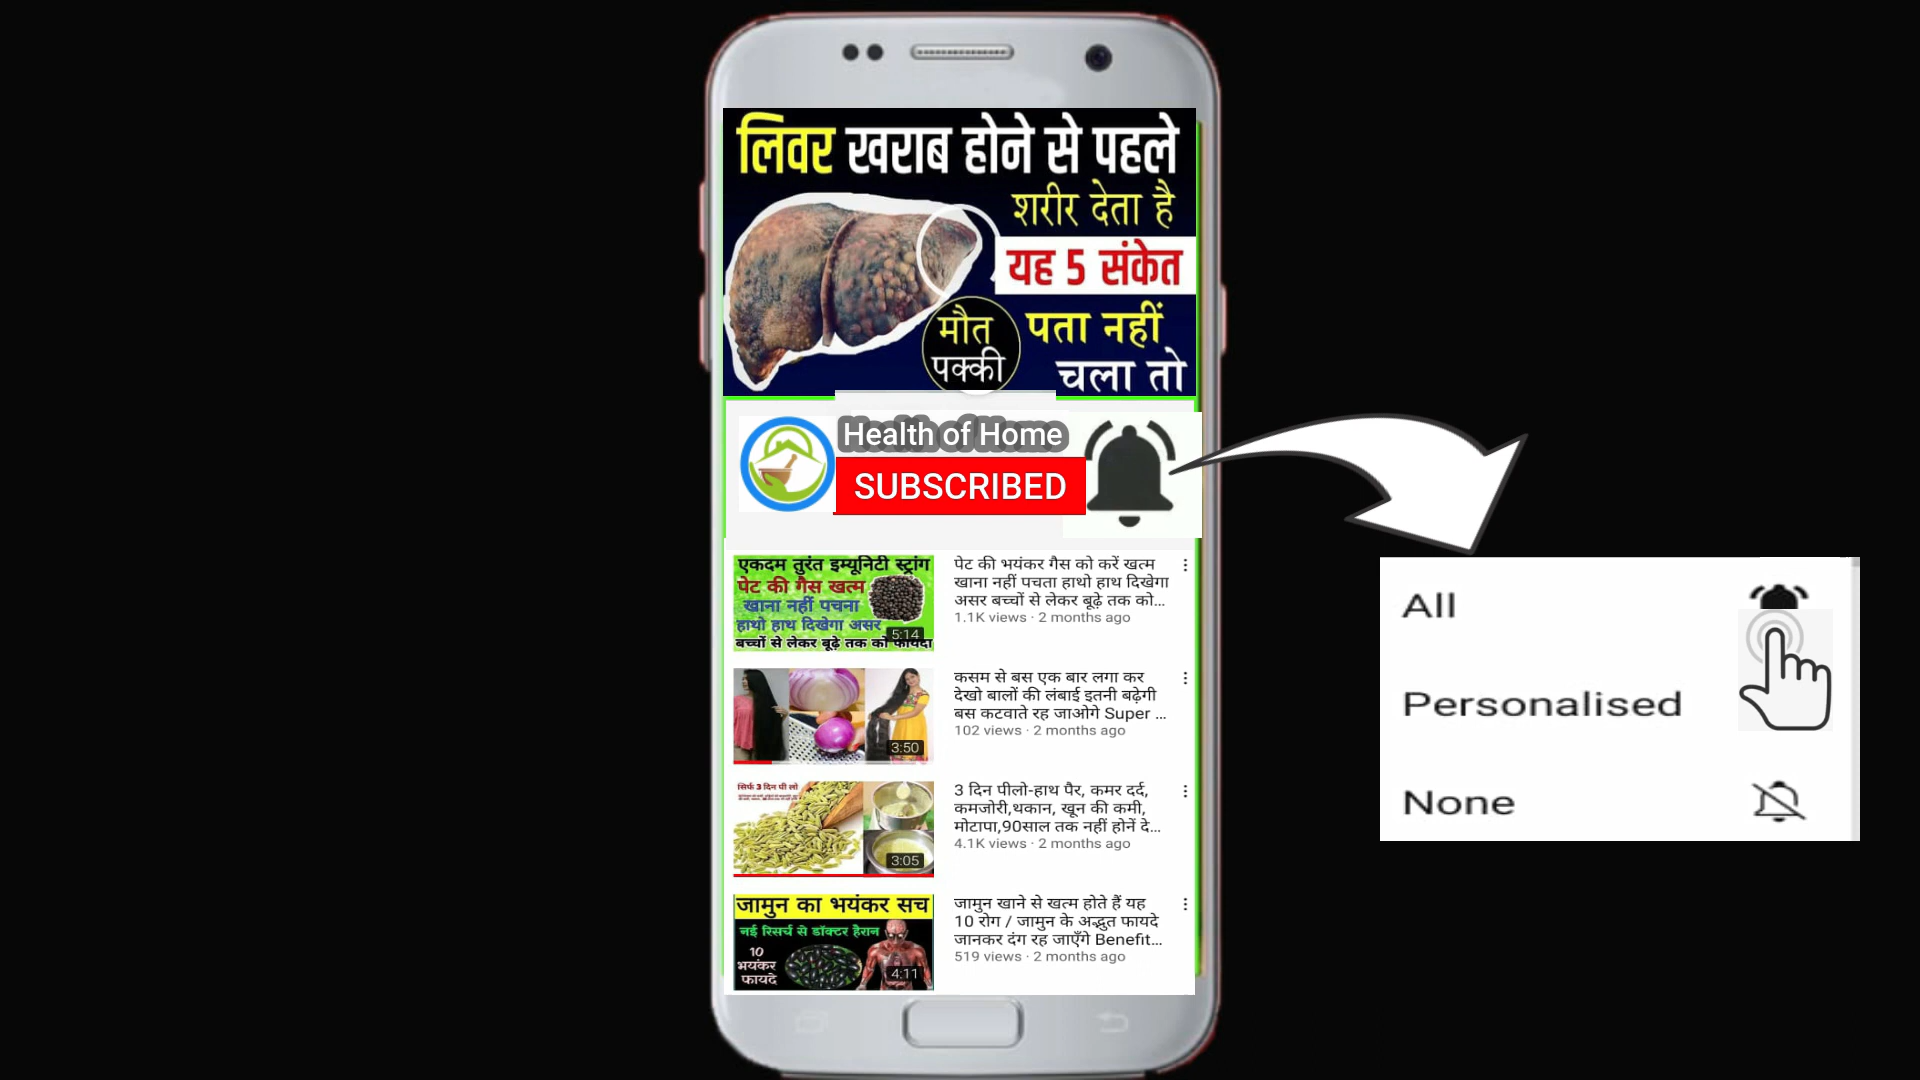 लिवर खराब होने से पहले
शरीर देता है
यह 5 संकेत
मौत
पक्की
पता नहीं
चला तो
Health of Home
SUBSCRIBED
एकदम तुरंत इम्यूनिटी स्ट्रांग
पेट की गैस खत्म
खाना नहीं पचना
हाथो हाथ दिखेगा असर
5:14
बच्चों से लेकर बूढ़े तक को फायदा
पेट की भयंकर गैस को करें खत्म
खाना नहीं पचता हाथो हाथ दिखेगा
असर बच्चों से लेकर बूढ़े तक को...
1.1K views · 2 months ago
3:50
कसम से बस एक बार लगा कर
देखो बालों की लंबाई इतनी बढ़ेगी
बस कटवाते रह जाओगे Super ...
102 views · 2 months ago
सिर्फ 3 दिन पी लो
3:05
3 दिन पीलो-हाथ पैर, कमर दर्द,
कमजोरी,थकान, खून की कमी,
मोटापा,90साल तक नहीं होनें दे...
4.1K views · 2 months ago
जामुन का भयंकर सच
नई रिसर्च से डॉक्टर हैरान
10
भयंकर
फायदे
4:11
जामुन खाने से खत्म होते हैं यह
10 रोग / जामुन के अद्भुत फायदे
जानकर दंग रह जाएँगे Benefit...
519 views · 2 months ago
All
Personalised
None